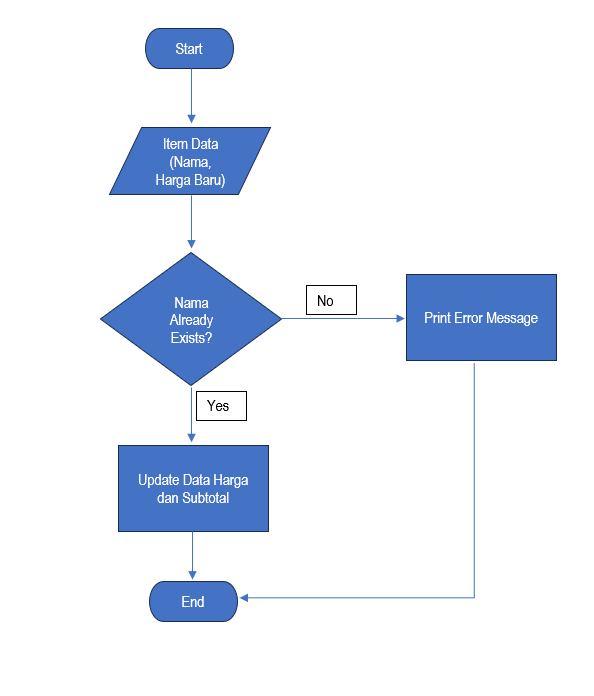 Start
Item Data
(Nama,
Harga Baru)
Nama
Already
Exists?
No
Print Error Message
Yes
Update Data Harga
dan Subtotal
End